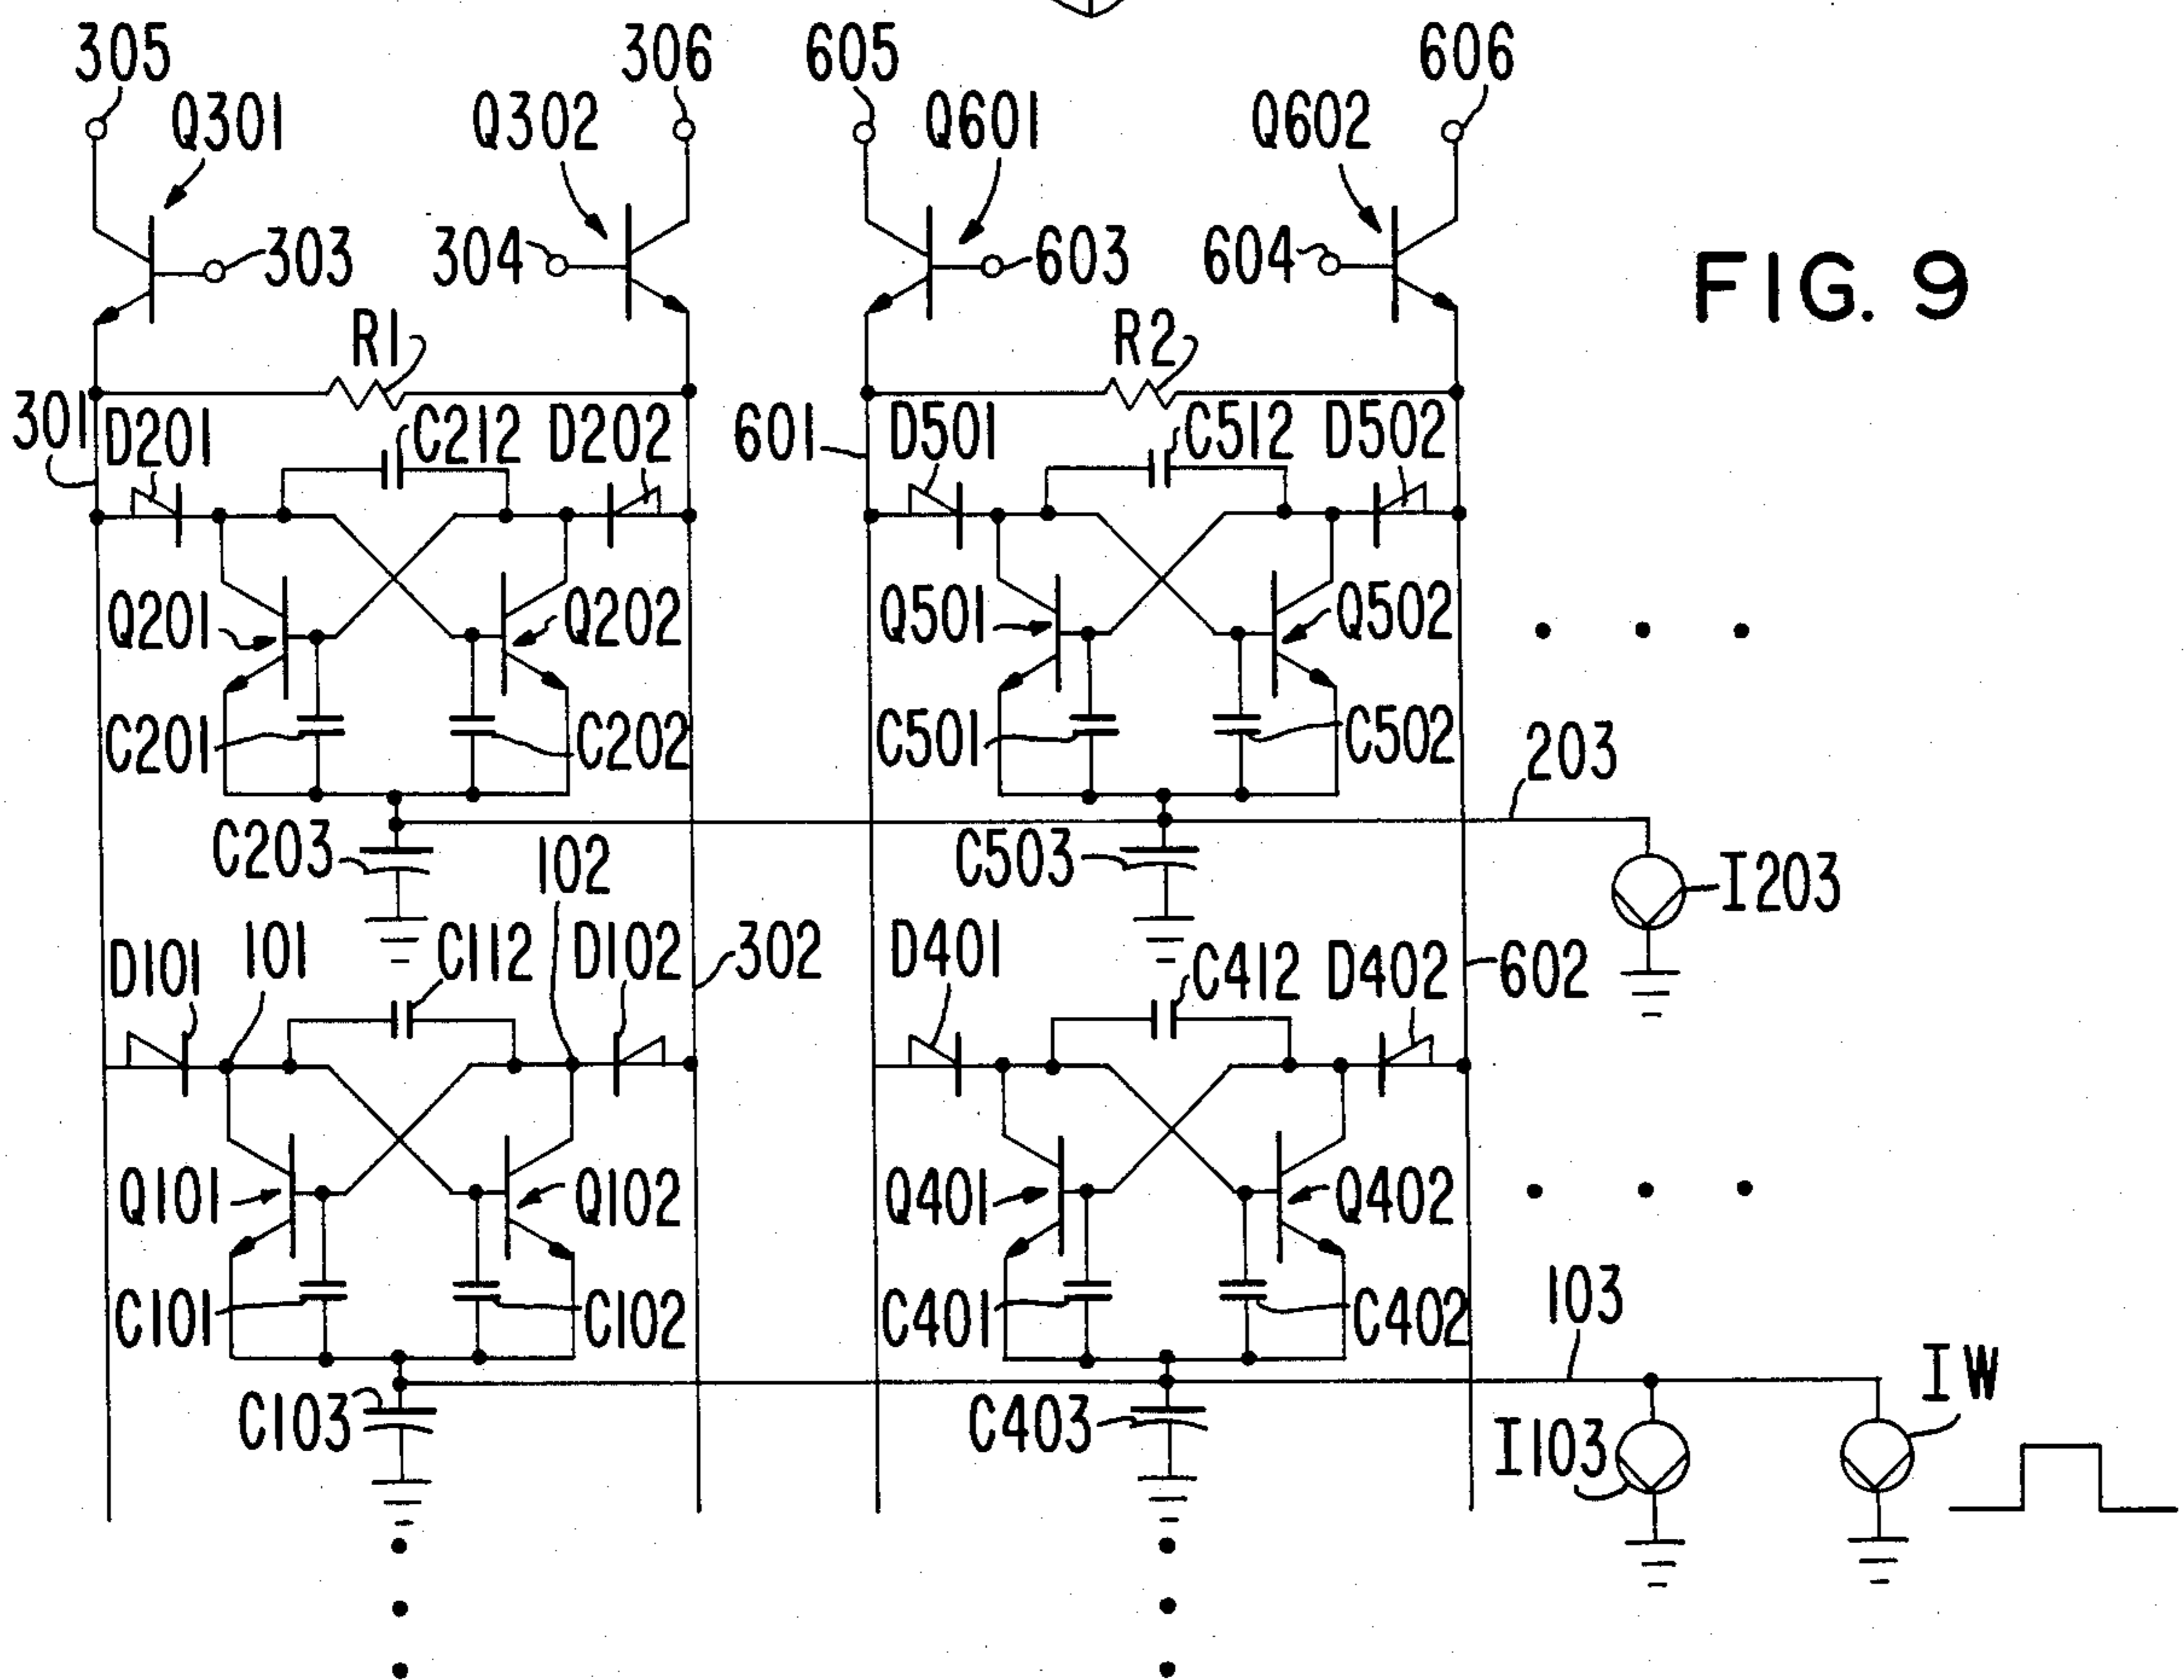 305 306 605 606
Q301 Q302 Q601 Q602
303 304 603 604
FIG. 9
R1 R2
301 D201 C212 D202 601 D501 C512 D502
Q201 Q202 Q501 Q502
C201 C202 C501 C502 203
C203 102 C503 I203
D101 101 C112 D102 302 D401 C412 D402 602
Q101 Q102 Q401 Q402
C101 C102 C401 C402 103
C103 C403 I103 IW